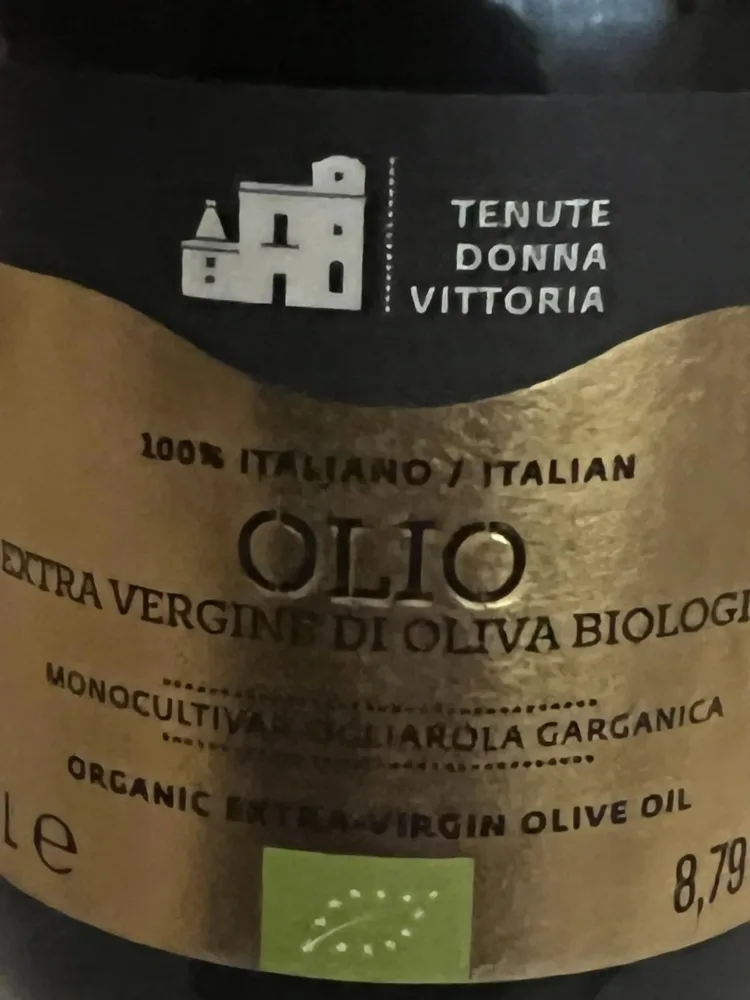 TENUTE
DONNA
VITTORIA
100% ITALIANO / ITALIAN
OLIO
EXTRA VERGINE DI OLIVA BIOLOGI
MONOCULTIVAR OGLIAROLA GARGANICA
ORGANIC EXTRA-VIRGIN OLIVE OIL
L e
8,79